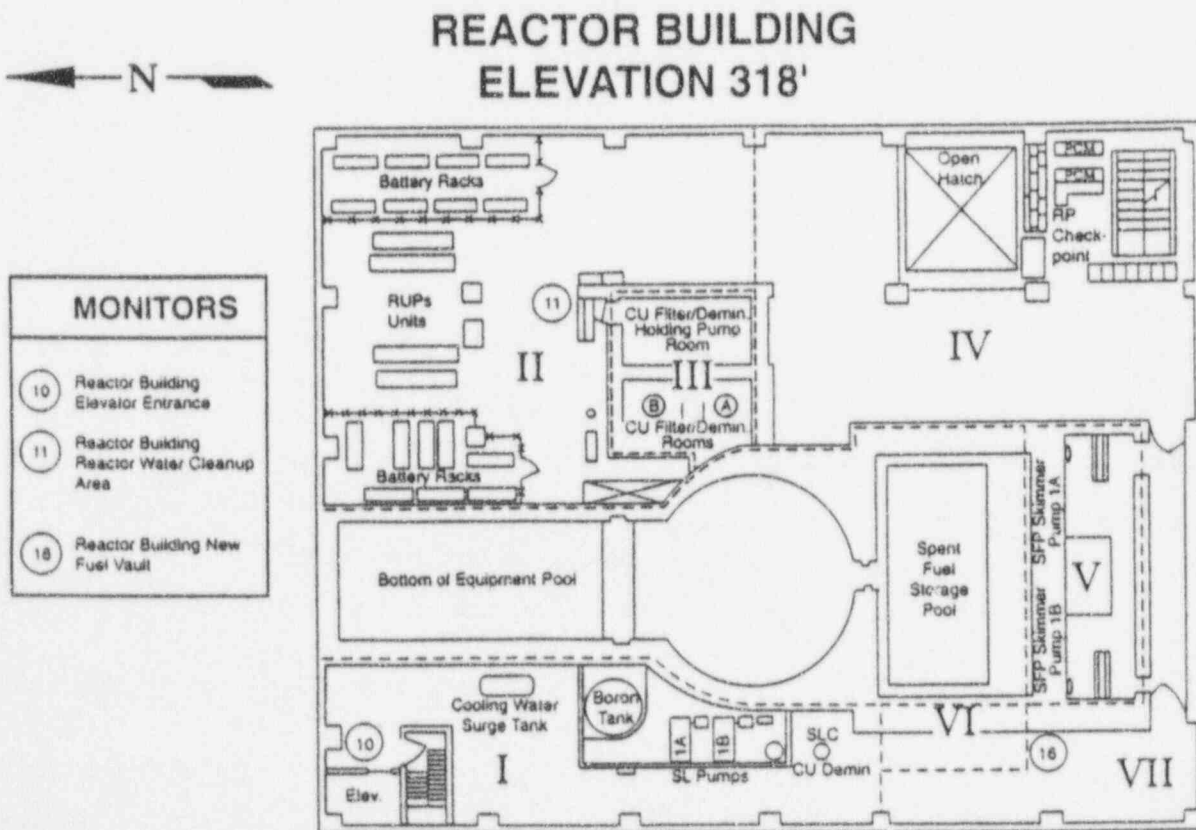 REACTOR BUILDING
ELEVATION 318'
N
MONITORS
10 Reactor Building
Elevator Entrance
11 Reactor Building
Reactor Water Cleanup
Area
16 Reactor Building New
Fuel Vault
Battery Racks
RUPs
Units
Battery Racks
11
II
CU Filter/Demin.
Holding Pump
Room
III
B
A
CU Filter/Demin.
Rooms
Open
Hatch
PCM
PCM
RP
Check-
point
IV
Bottom of Equipment Pool
Spent
Fuel
Storage
Pool
SFP Skimmer
Pump 1A
SFP Skimmer
Pump 1B
V
Cooling Water
Surge Tank
Boron
Tank
10
Elev.
I
1A
1B
SL Pumps
SLC
CU Demin
VI
16
VII